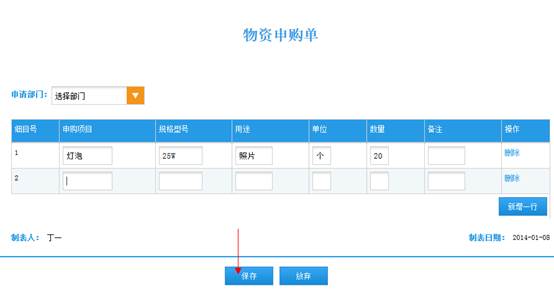 物资申购单
申请部门： 选择部门
细目号 申购项目 规格型号 用途 单位 数量 备注 操作
1 灯泡 25W 照片 个 20 删除
2 删除
新增一行
制表人： 丁一 制表日期： 2014-01-08
保存 放弃